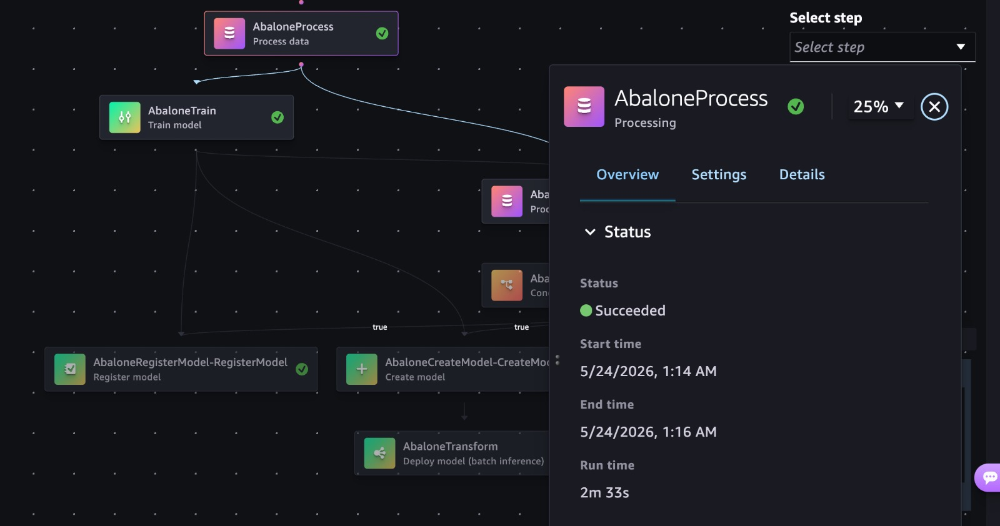 AbaloneProcess
Process data
AbaloneTrain
Train model
Aba
Proc
Aba
Con
true
true
AbaloneRegisterModel-RegisterModel
Register model
AbaloneCreateModel-CreateMo
Create model
AbaloneTransform
Deploy model (batch inference)
Select step
Select step
AbaloneProcess
Processing
25%
Overview
Settings
Details
Status
Status
Succeeded
Start time
5/24/2026, 1:14 AM
End time
5/24/2026, 1:16 AM
Run time
2m 33s